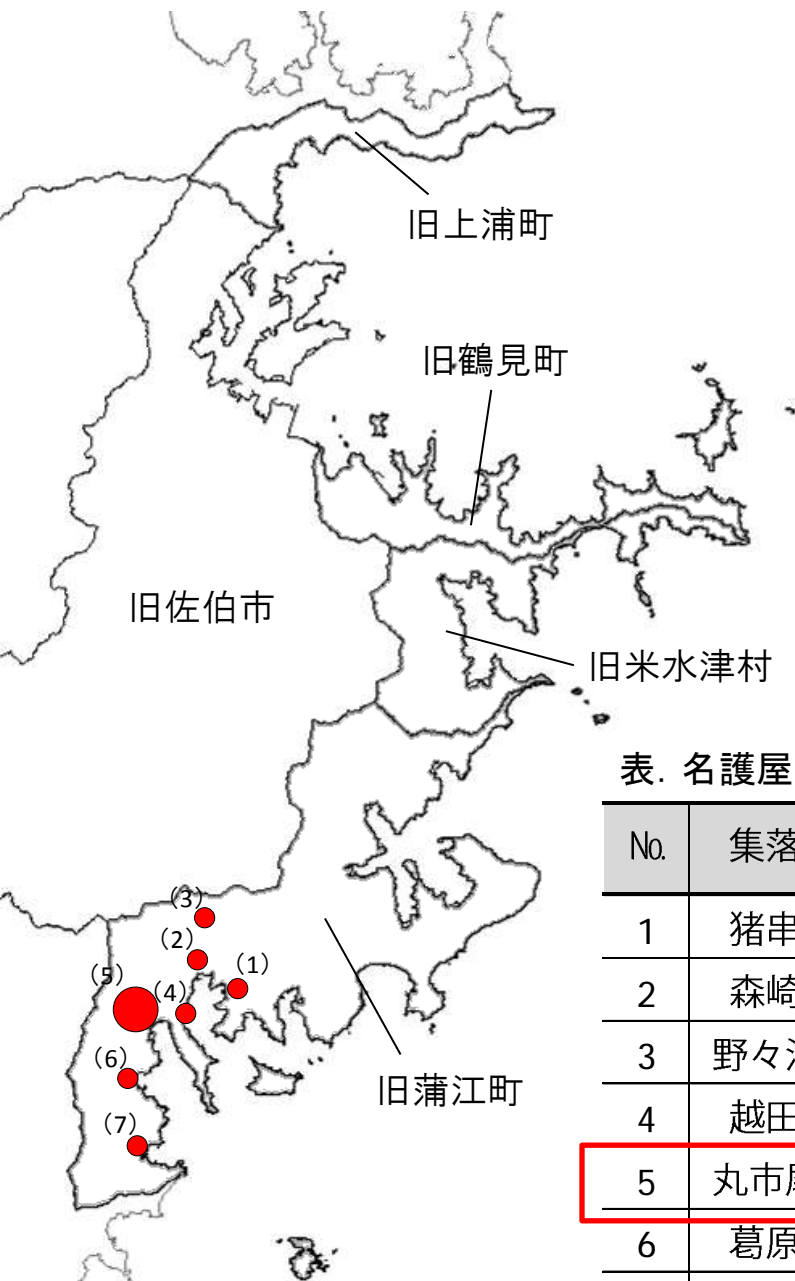 旧上浦町
旧鶴見町
旧佐伯市
旧米水津村
表．名護屋
No. 集落
1 猪串
2 森崎
3 野々
4 越田
5 丸市
6 葛原
(3)
(2)
(1)
(5)
(4)
(6)
(7)
旧蒲江町